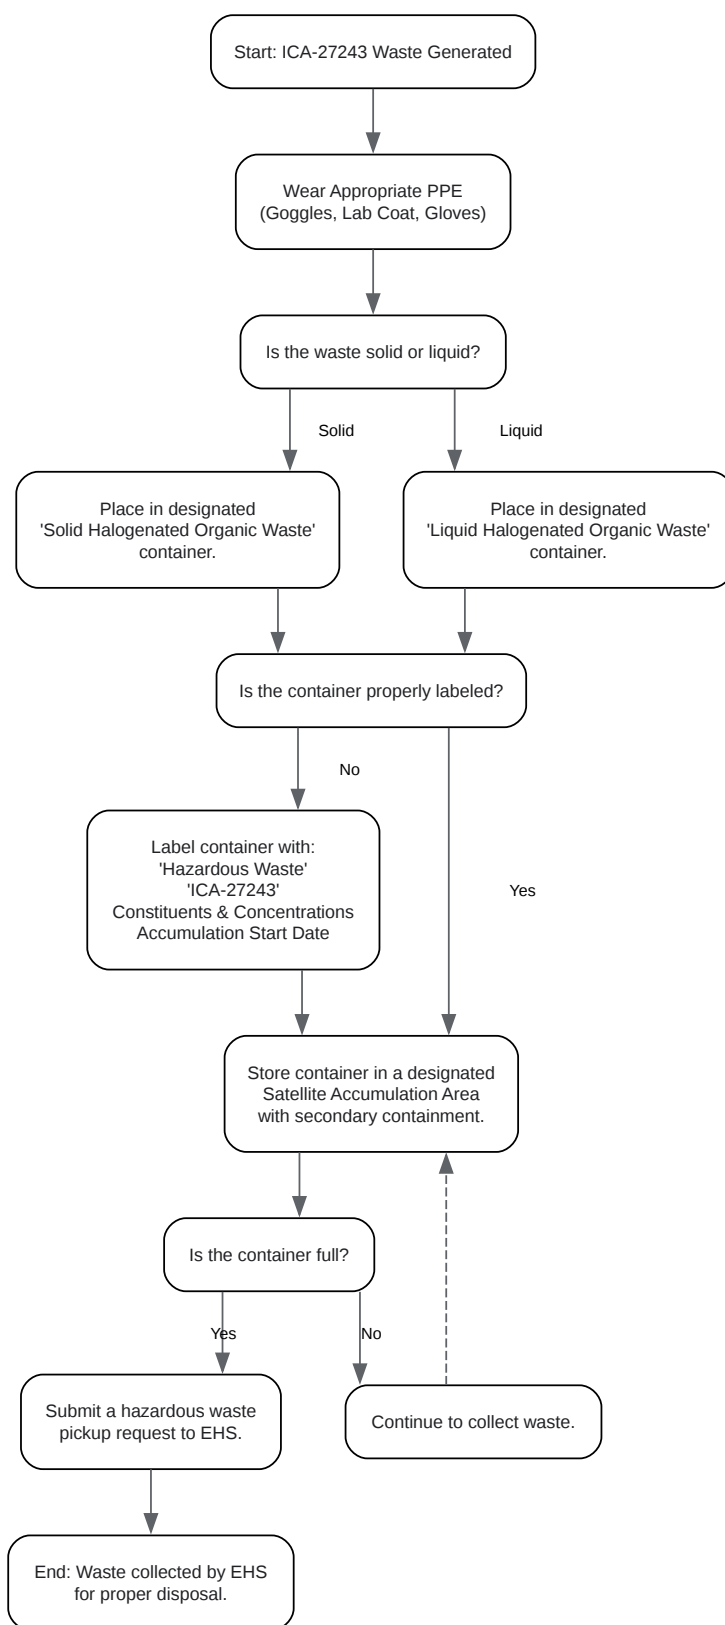 Start: ICA-27243 Waste Generated
Wear Appropriate PPE
(Goggles, Lab Coat, Gloves)
Is the waste solid or liquid?
Solid
Liquid
Place in designated
'Solid Halogenated Organic Waste'
container.
Place in designated
'Liquid Halogenated Organic Waste'
container.
Is the container properly labeled?
No
Label container with:
'Hazardous Waste'
'ICA-27243'
Constituents & Concentrations
Accumulation Start Date
Yes
Store container in a designated
Satellite Accumulation Area
with secondary containment.
Is the container full?
Yes
No
Submit a hazardous waste
pickup request to EHS.
Continue to collect waste.
End: Waste collected by EHS
for proper disposal.